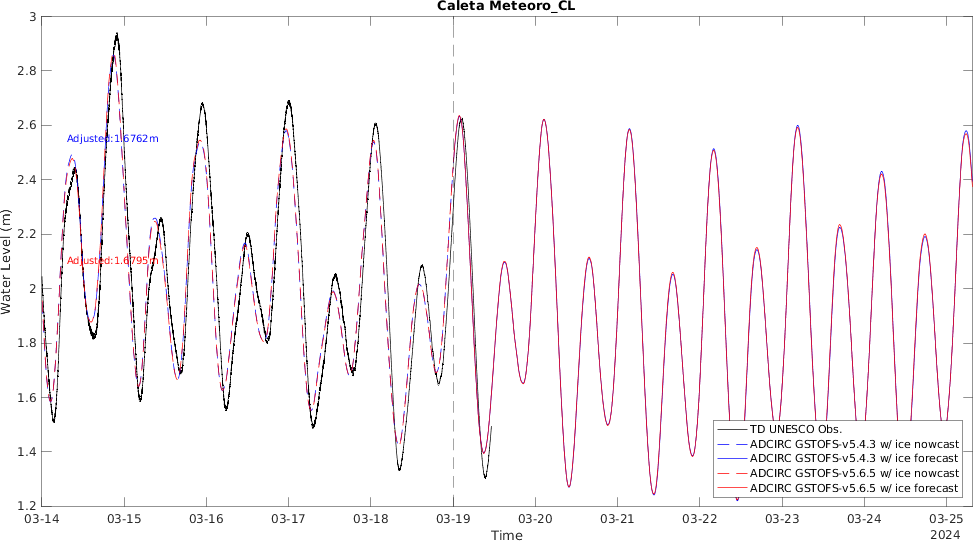 Caleta Meteoro_CL
3
2.8
2.6
2.4
2.2
2
1.8
1.6
1.4
1.2
Water Level (m)
Adjusted:1.6762m
Adjusted:1.6795m
TD UNESCO Obs.
ADCIRC GSTOFS-v5.4.3 w/ ice nowcast
ADCIRC GSTOFS-v5.4.3 w/ ice forecast
ADCIRC GSTOFS-v5.6.5 w/ ice nowcast
ADCIRC GSTOFS-v5.6.5 w/ ice forecast
03-14 03-15 03-16 03-17 03-18 03-19 03-20 03-21 03-22 03-23 03-24 03-25
2024
Time